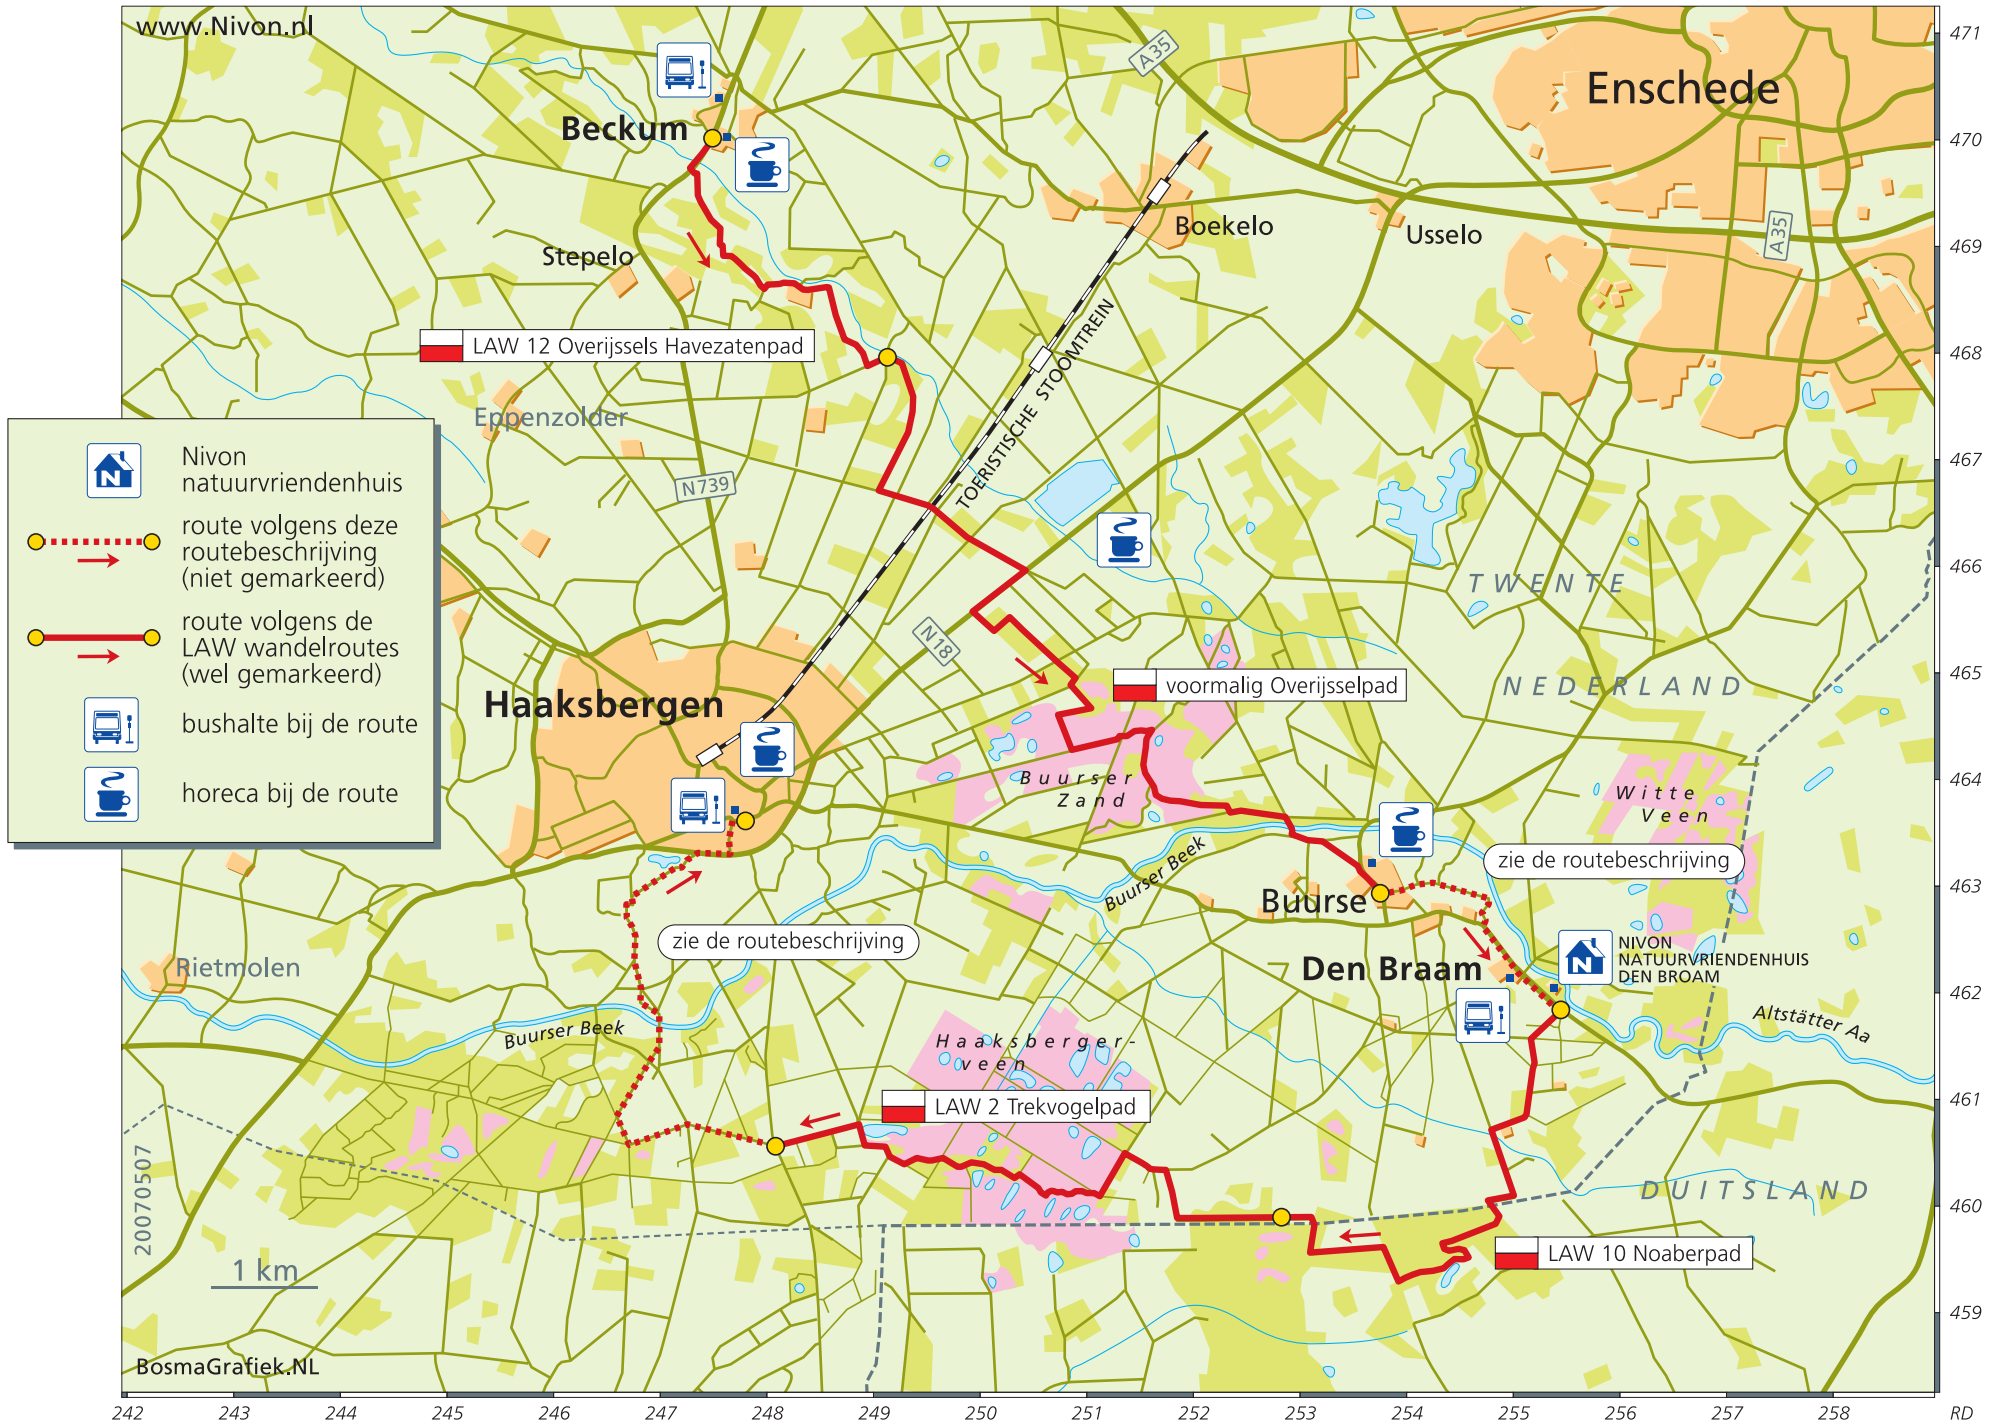 www.Nivon.nl
Enschede
A35
Beckum
Boekelo
Usselo
A35
Stepelo
TOERISTISCHE STOOMTREIN
LAW 12 Overijssels Havezatenpad
Eppenzolder
N739
Nivon
natuurvriendenhuis
route volgens deze
routebeschrijving
(niet gemarkeerd)
route volgens de
LAW wandelroutes
(wel gemarkeerd)
bushalte bij de route
horeca bij de route
TWENTE
N18
NEDERLAND
voormalig Overijsselpad
Haaksbergen
Buurser
Zand
Witte
Veen
zie de routebeschrijving
Buurser Beek
Buurse
zie de routebeschrijving
Rietmolen
Den Braam
N
NIVON
NATUURVRIENDENHUIS
DEN BROAM
Buurser Beek
Altstätter Aa
Haaksberger-
veen
LAW 2 Trekvogelpad
DUITSLAND
LAW 10 Noaberpad
20070507
1 km
BosmaGrafiek.NL
471
470
469
468
467
466
465
464
463
462
461
460
459
242 243 244 245 246 247 248 249 250 251 252 253 254 255 256 257 258 RD